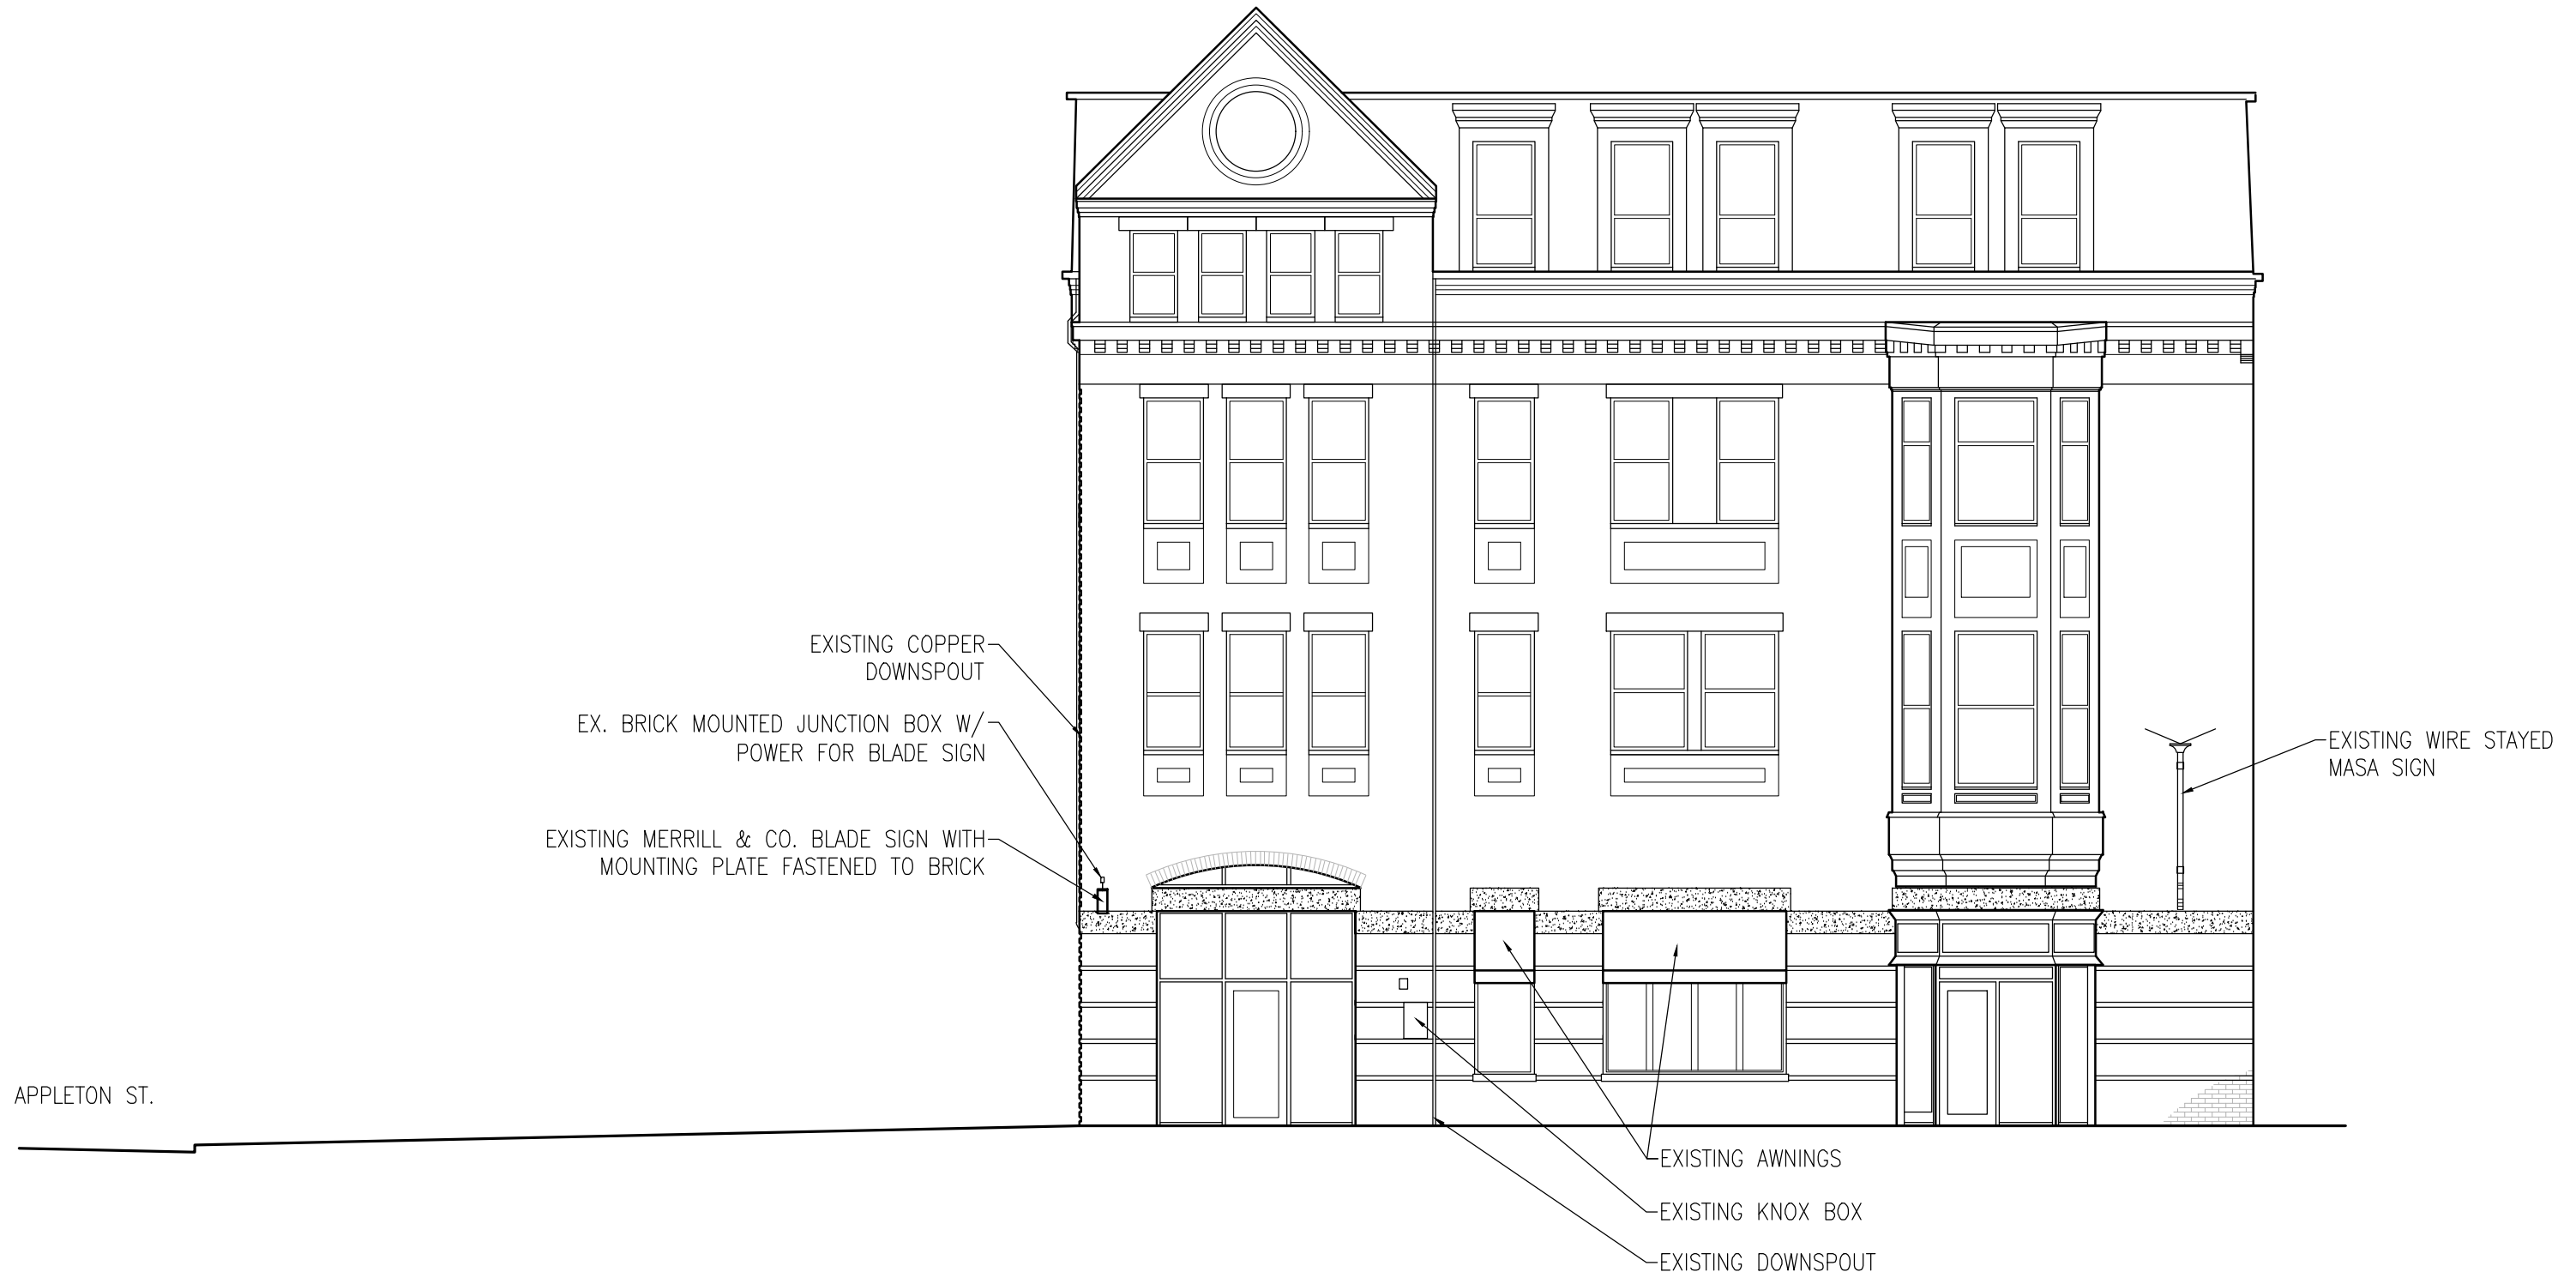 EXISTING COPPER
DOWNSPOUT
EX. BRICK MOUNTED JUNCTION BOX W/
POWER FOR BLADE SIGN
EXISTING MERRILL & CO. BLADE SIGN WITH
MOUNTING PLATE FASTENED TO BRICK
EXISTING WIRE STAYED
MASA SIGN
APPLETON ST.
EXISTING AWNINGS
EXISTING KNOX BOX
EXISTING DOWNSPOUT